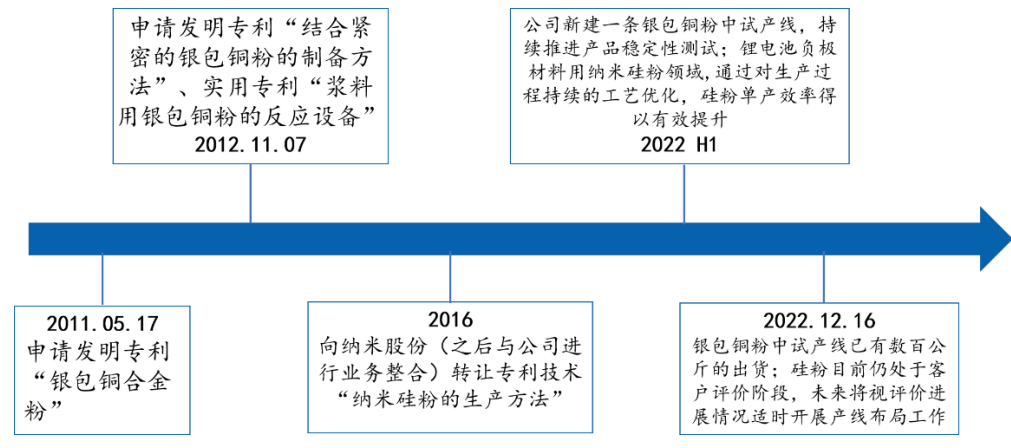 申请发明专利“结合紧
密的银包铜粉的制备方
法”、实用专利“浆料
用银包铜粉的反应设备”
2012.11.07
公司新建一条银包铜粉中试产线，持
续推进产品稳定性测试；锂电池负极
材料用纳米硅粉领域,通过对生产过
程持续的工艺优化，硅粉单产效率得
以有效提升
2022 H1
2011.05.17
申请发明专利
“银包铜合金
粉”
2016
向纳米股份（之后与公司进
行业务整合）转让专利技术
“纳米硅粉的生产方法”
2022.12.16
银包铜粉中试产线已有数百公
斤的出货；硅粉目前仍处于客
户评价阶段，未来将视评价进
展情况适时开展产线布局工作